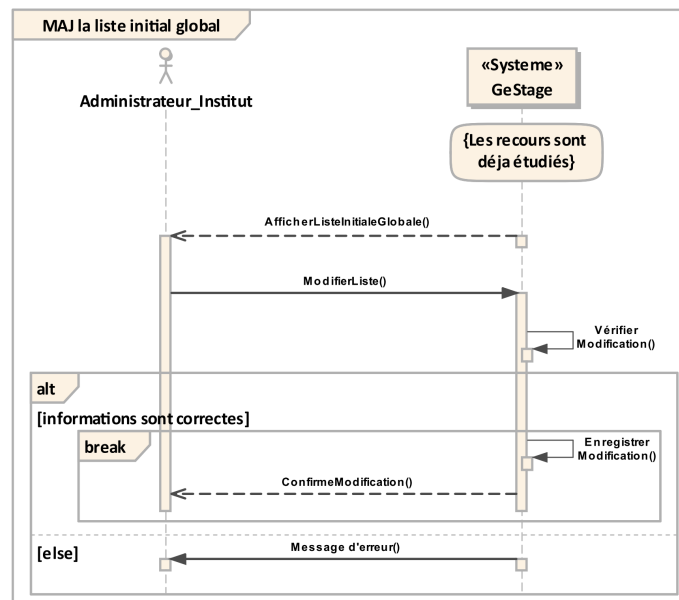 MAJ la liste initial global
Administrateur_Institut
«Systeme»
GeStage
{Les recours sont
déja étudiés}
AfficherListeInitialeGlobale()
ModifierListe()
Vérifier
Modification()
alt
[informations sont correctes]
break
Enregistrer
Modification()
ConfirmeModification()
[else]
Message d'erreur()